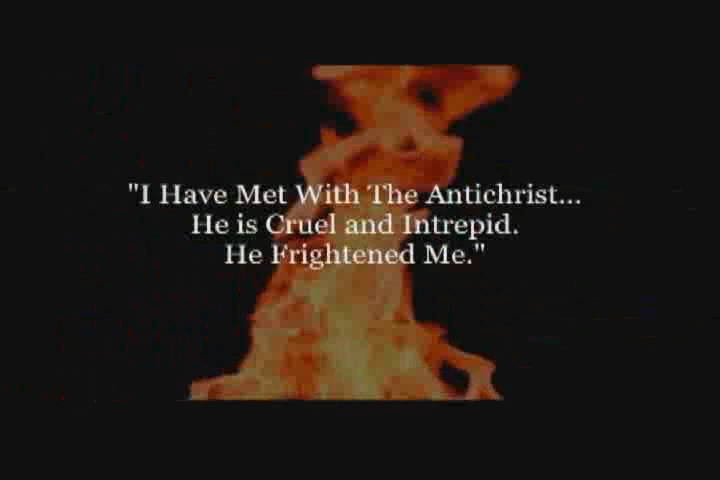 "I Have Met With The Antichrist...
He is Cruel and Intrepid.
He Frightened Me."